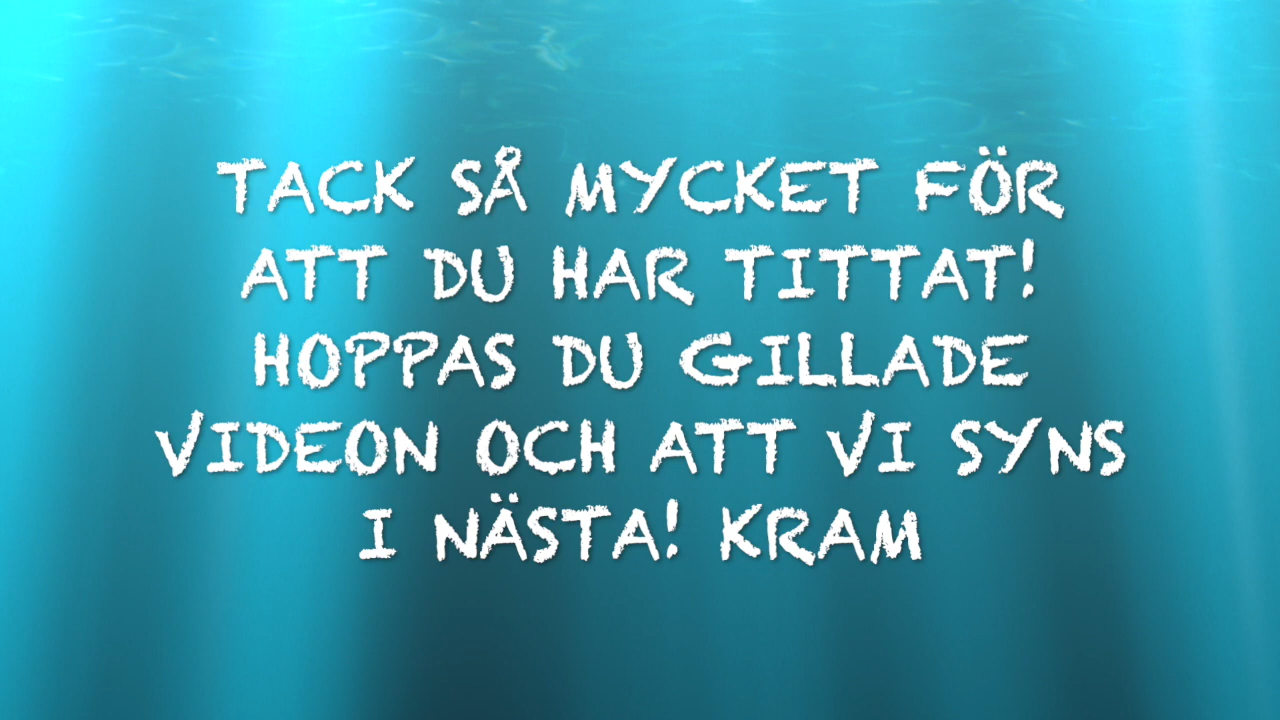 TACK SÅ MYCKET FÖR
ATT DU HAR TITTAT!
HOPPAS DU GILLADE
VIDEON OCH ATT VI SYNS
I NÄSTA! KRAM